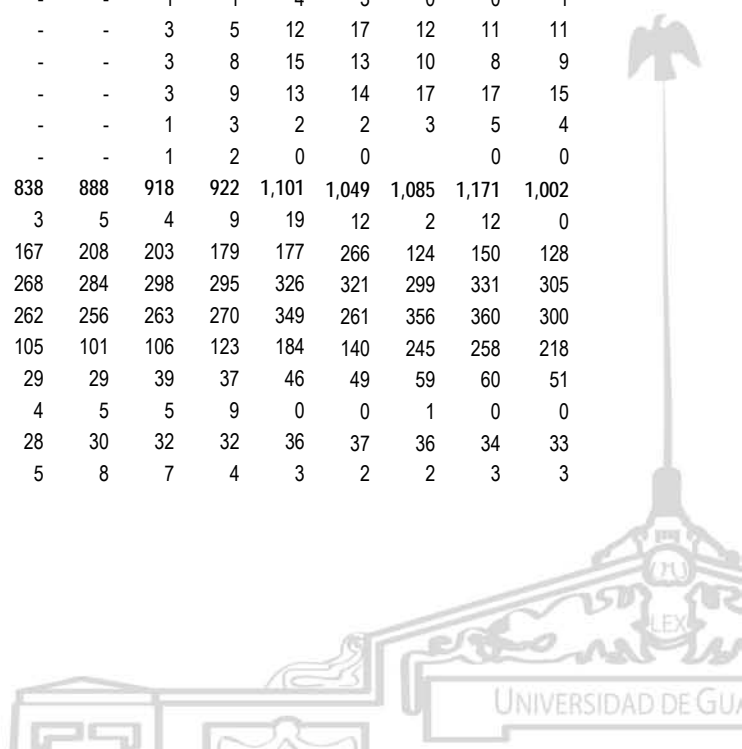 - - 3 5 12 17 12 11 11
- - 3 8 15 13 10 8 9
- - 3 9 13 14 17 17 15
- - 1 3 2 2 3 5 4
- - 1 2 0 0 0 0
838 888 918 922 1,101 1,049 1,085 1,171 1,002
3 5 4 9 19 12 2 12 0
167 208 203 179 177 266 124 150 128
268 284 298 295 326 321 299 331 305
262 256 263 270 349 261 356 360 300
105 101 106 123 184 140 245 258 218
29 29 39 37 46 49 59 60 51
4 5 5 9 0 0 1 0 0
28 30 32 32 36 37 36 34 33
5 8 7 4 3 2 2 3 3
LEX
UNIVERSIDAD DE GUA